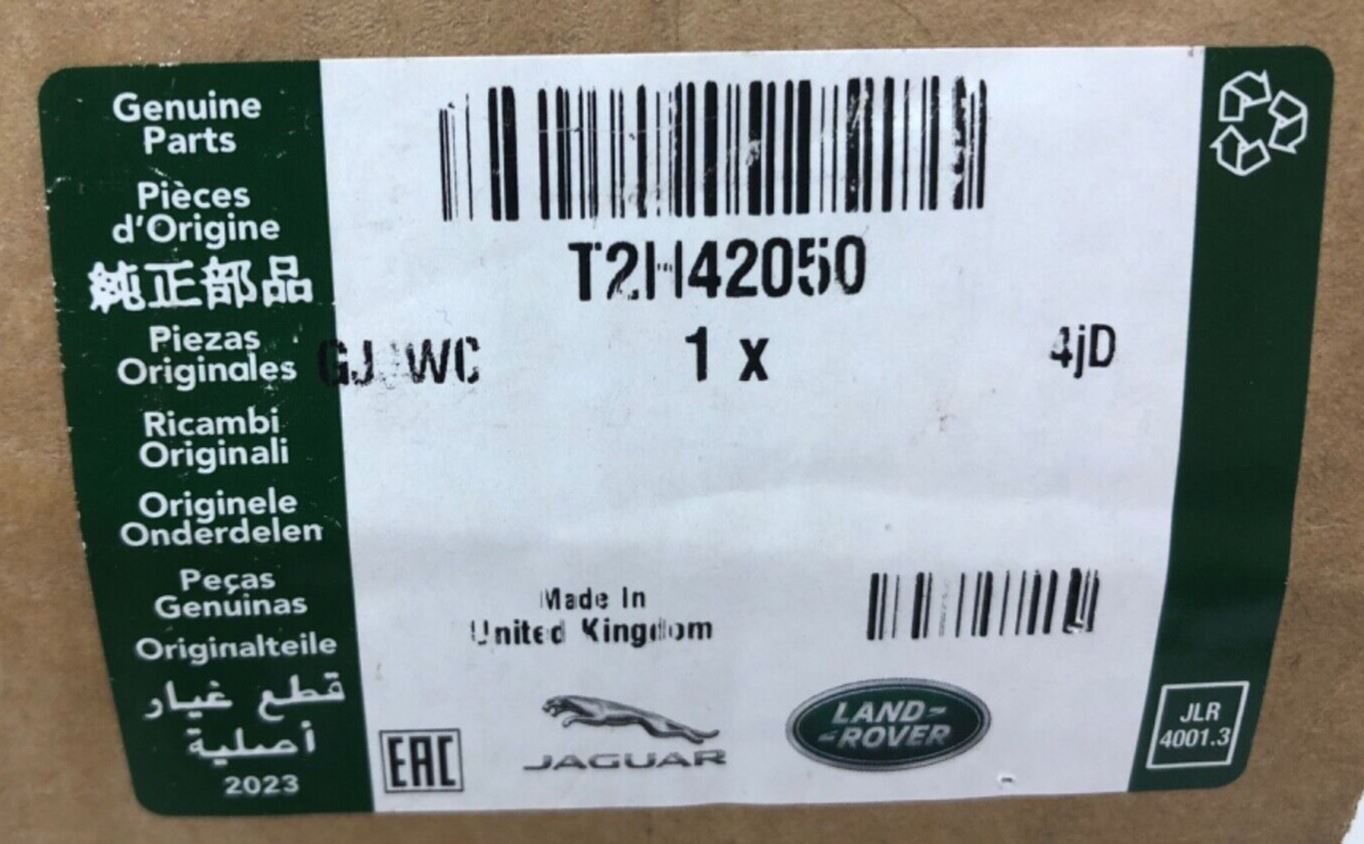 Genuine
Parts
Pièces
d'Origine
純正部品
Piezas
Originales
Ricambi
Originali
Originele
Onderdelen
Peças
Genuinas
Originalteile
قطع غيار
أصلية
2023
T2H42050
1 x
4jD
Made In
United Kingdom
EAC
JAGUAR
LAND-
-ROVER
JLR
4001.3